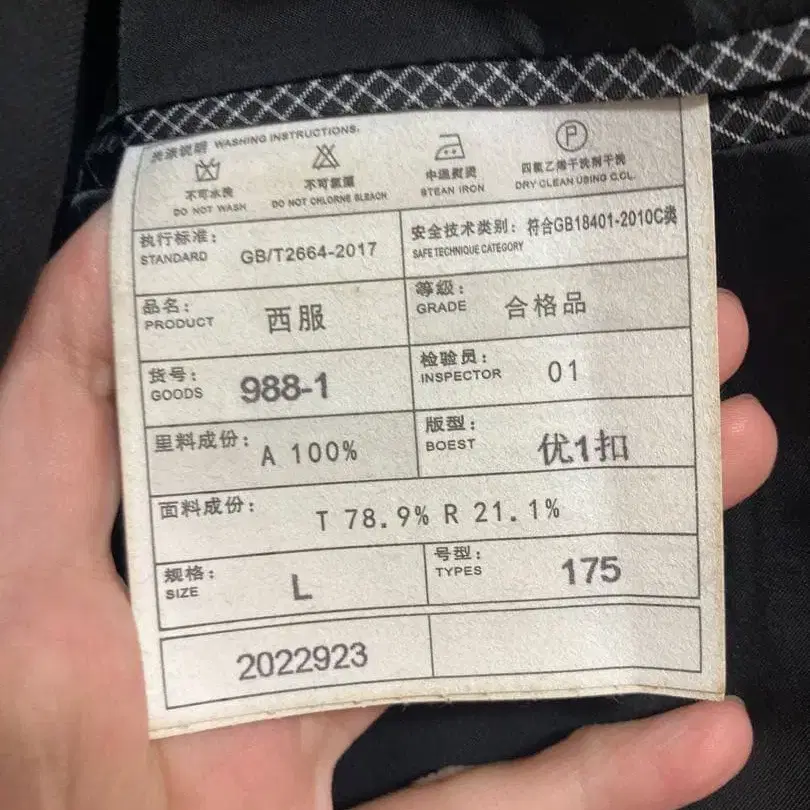 洗涤说明 WASHING INSTRUCTIONS:
P
不可水洗 不可氯漂 中温熨烫 四氯乙烯干洗剂干洗
DO NOT WASH DO NOT CHLORNE BLEACH STEAN IRON DRY CLEAN UBING C.CL.
执行标准: GB/T2664-2017
STANDARD
安全技术类别: 符合GB18401-2010C类
SAFE TECHNIQUE CATEGORY
品名: 西服
PRODUCT
等级: 合格品
GRADE
货号: 988-1
GOODS
检验员: 01
INSPECTOR
里料成份: A 100%
版型: 优1扣
BOEST
面料成份: T 78.9% R 21.1%
规格: L
SIZE
号型: 175
TYPES
2022923